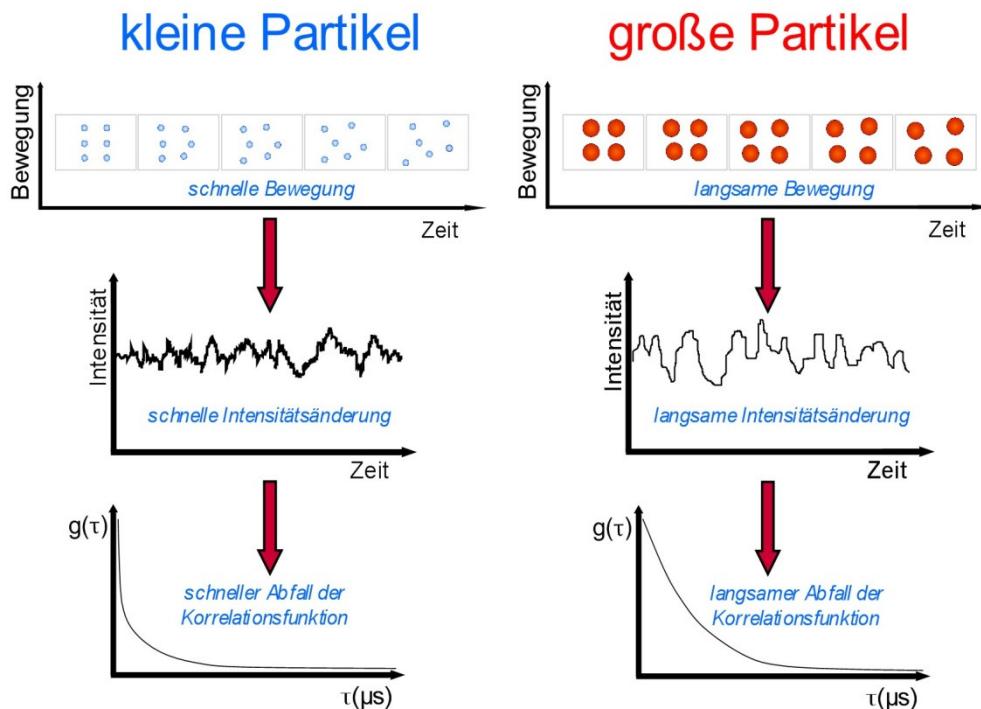 kleine Partikel
Bewegung
schnelle Bewegung
Zeit
Intensität
schnelle Intensitätsänderung
Zeit
g(τ)
schneller Abfall der
Korrelationsfunktion
τ(µs)
große Partikel
Bewegung
langsame Bewegung
Zeit
Intensität
langsame Intensitätsänderung
Zeit
g(τ)
langsamer Abfall der
Korrelationsfunktion
τ(µs)